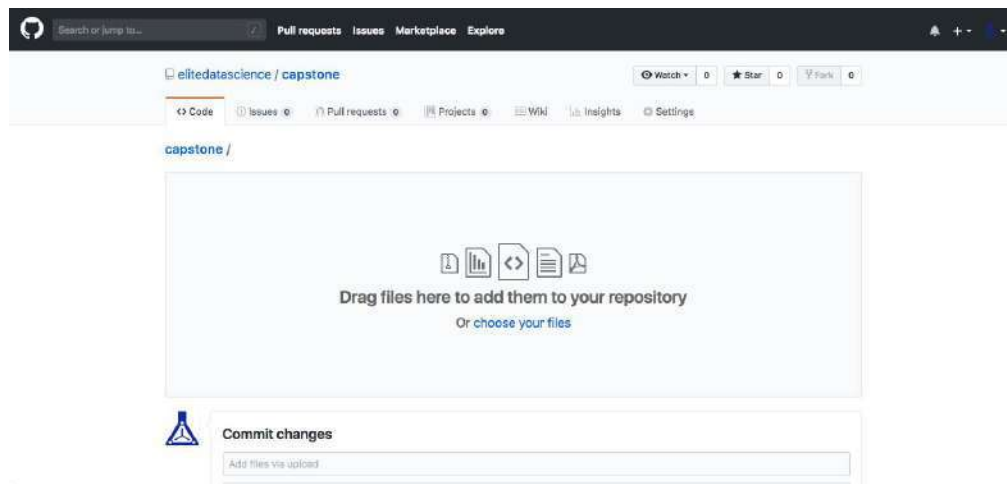 Search or jump to... / Pull requests Issues Marketplace Explore
elitedatascience / capstone Watch 0 Star 0 Fork 0
<> Code Issues 0 Pull requests 0 Projects 0 Wiki Insights Settings
capstone /
Drag files here to add them to your repository
Or choose your files
Commit changes
Add files via upload